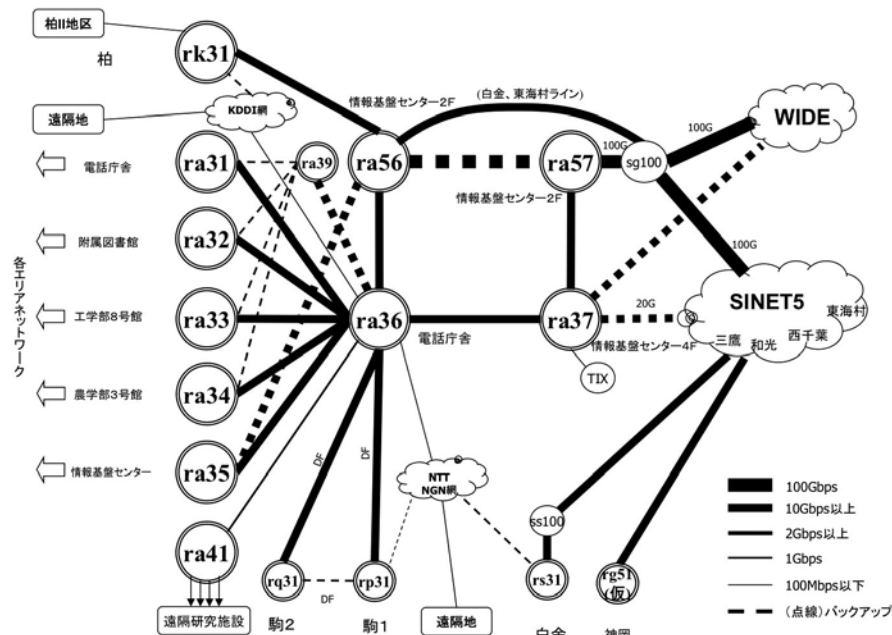 柏II地区
柏
rk31
情報基盤センター2F
(白金、東海村ライン)
遠隔地
KDDI網
100G
WIDE
電話庁舎
ra31
ra39
ra56
ra57
100G
sg100
情報基盤センター2F
附属図書館
ra32
100G
各エリアネットワーク
工学部8号館
ra33
ra36
電話庁舎
ra37
20G
SINET5
東海村
西千葉
和光
三鷹
情報基盤センター4F
TIX
農学部3号館
ra34
情報基盤センター
ra35
DF
DF
NTT
NGN網
100Gbps
10Gbps以上
2Gbps以上
1Gbps
100Mbps以下
(点線)バックアップ
ra41
ss100
rq31
DF
rp31
rs31
rg51
(仮)
遠隔研究施設
駒2
駒1
遠隔地
白金
神岡